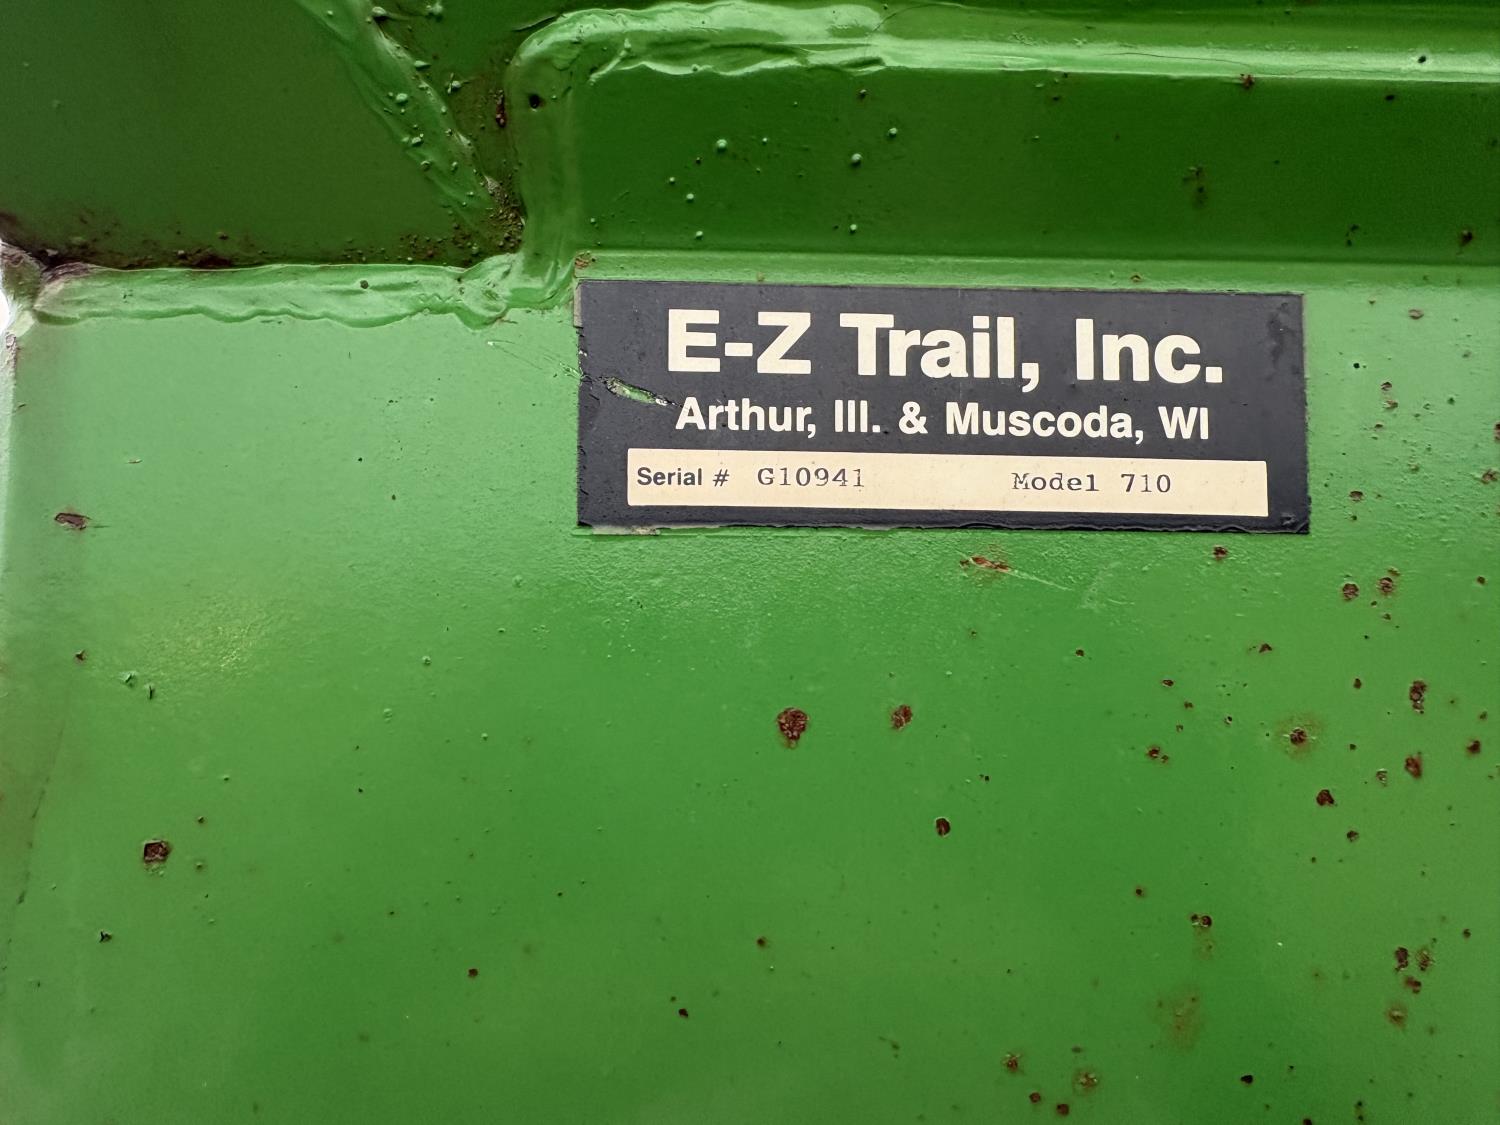 E-Z Trail, Inc.
Arthur, Ill. & Muscoda, WI
Serial # G10941 Model 710